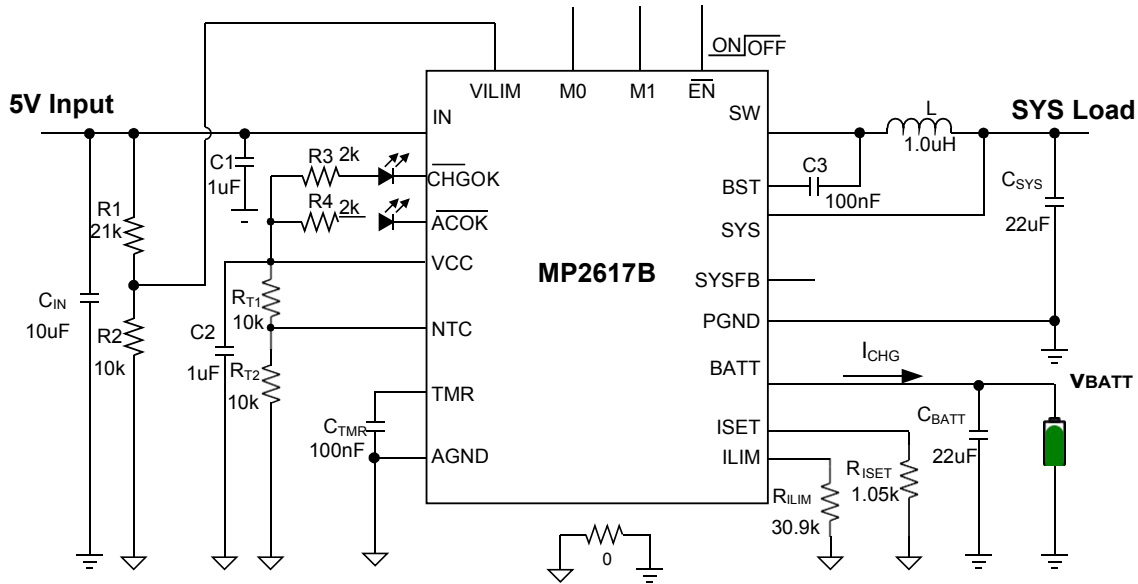 ON OFF
VILIM M0 M1 EN
5V Input
IN
SW
L
1.0uH
SYS Load
C1
1uF
R3 2k
CHGOK
C3
100nF
BST
CSYS
22uF
R1
21k
R4 2k
ACOK
SYS
VCC
MP2617B
SYSFB
CIN
10uF
R2
10k
C2
1uF
RT1
10k
NTC
PGND
RT2
10k
BATT
ICHG
VBATT
TMR
CTMR
100nF
AGND
ISET
ILIM
CBATT
22uF
RISET
1.05k
RILIM
30.9k
0